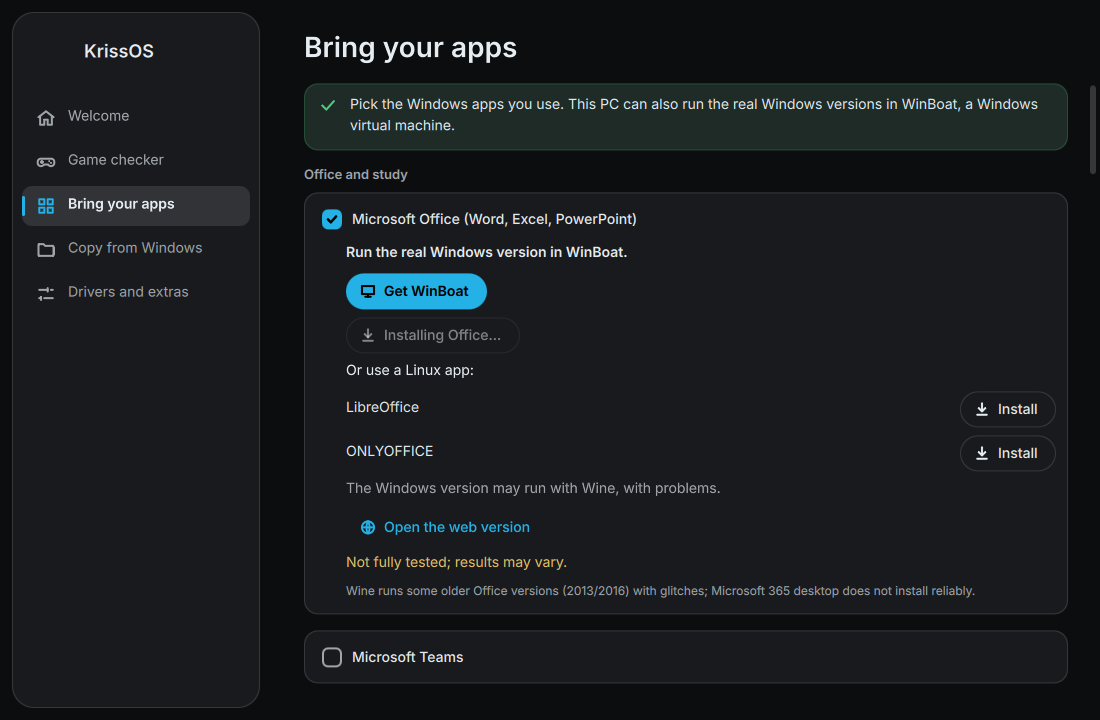 KrissOS
Welcome
Game checker
Bring your apps
Copy from Windows
Drivers and extras
Bring your apps
Pick the Windows apps you use. This PC can also run the real Windows versions in WinBoat, a Windows
virtual machine.
Office and study
Microsoft Office (Word, Excel, PowerPoint)
Run the real Windows version in WinBoat.
Get WinBoat
Installing Office...
Or use a Linux app:
LibreOffice
Install
ONLYOFFICE
Install
The Windows version may run with Wine, with problems.
Open the web version
Not fully tested; results may vary.
Wine runs some older Office versions (2013/2016) with glitches; Microsoft 365 desktop does not install reliably.
Microsoft Teams